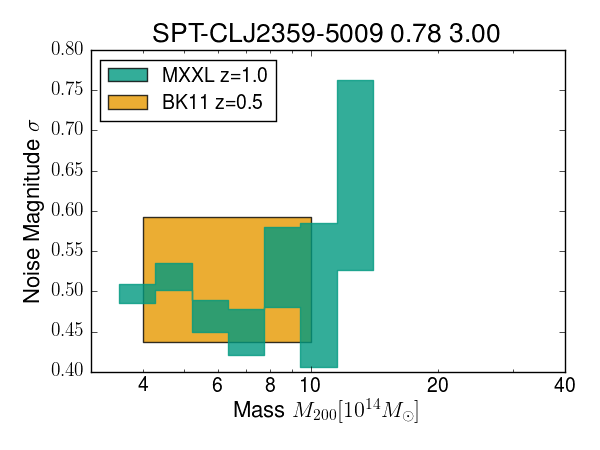 SPT-CLJ2359-5009 0.78 3.00
MXXL z=1.0
BK11 z=0.5
Noise Magnitude σ
0.80
0.75
0.70
0.65
0.60
0.55
0.50
0.45
0.40
4 6 8 10 20 40
Mass M₂₀₀[10¹⁴M⊙]